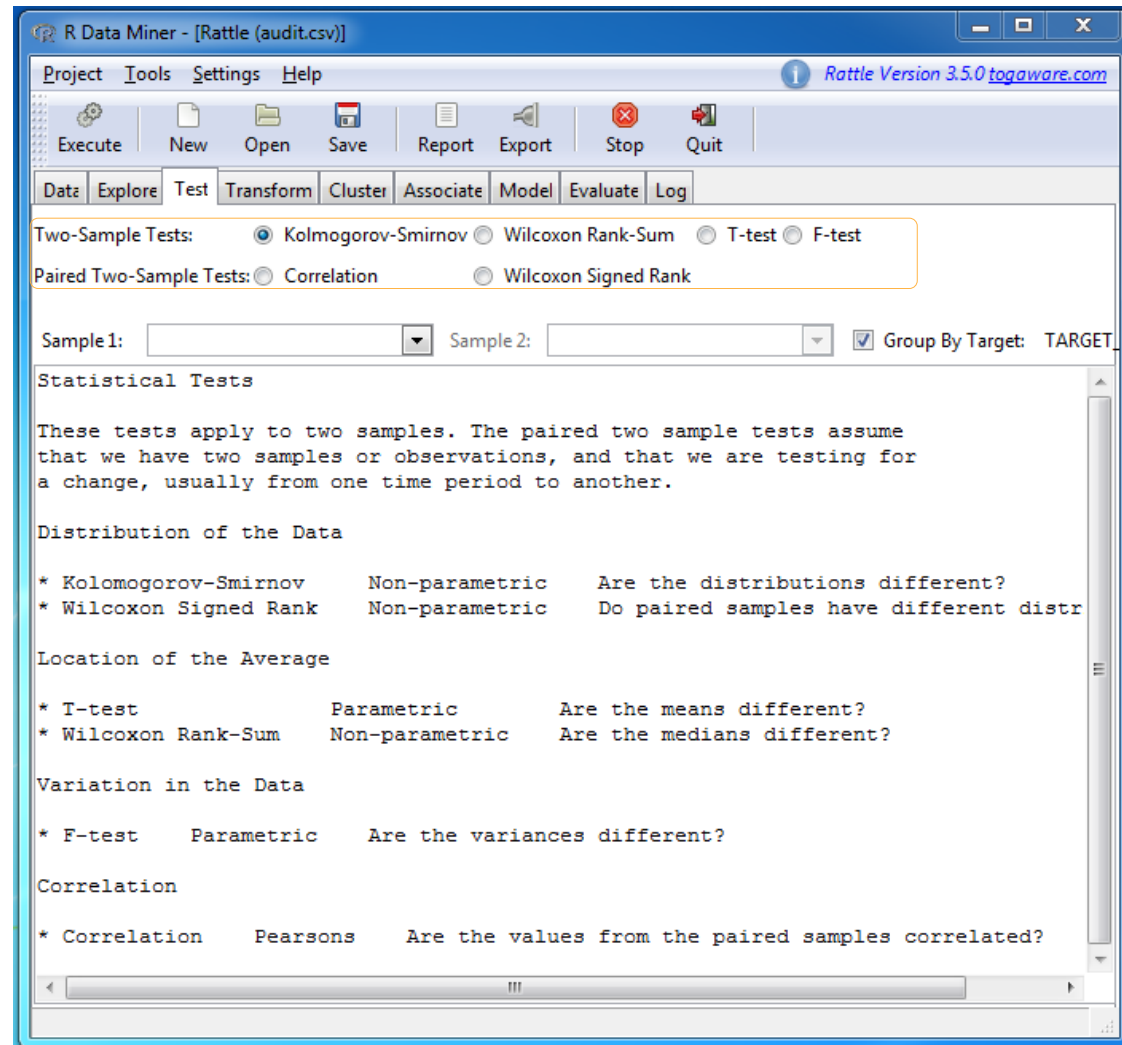 R Data Miner - [Rattle (audit.csv)]
Project Tools Settings Help Rattle Version 3.5.0 togaware.com
Execute New Open Save Report Export Stop Quit
Data Explore Test Transform Cluster Associate Model Evaluate Log
Two-Sample Tests: Kolmogorov-Smirnov Wilcoxon Rank-Sum T-test F-test
Paired Two-Sample Tests: Correlation Wilcoxon Signed Rank
Sample 1: Sample 2: Group By Target: TARGET_
Statistical Tests
These tests apply to two samples. The paired two sample tests assume
that we have two samples or observations, and that we are testing for
a change, usually from one time period to another.
Distribution of the Data
* Kolomogorov-Smirnov Non-parametric Are the distributions different?
* Wilcoxon Signed Rank Non-parametric Do paired samples have different distr
Location of the Average
* T-test Parametric Are the means different?
* Wilcoxon Rank-Sum Non-parametric Are the medians different?
Variation in the Data
* F-test Parametric Are the variances different?
Correlation
* Correlation Pearsons Are the values from the paired samples correlated?